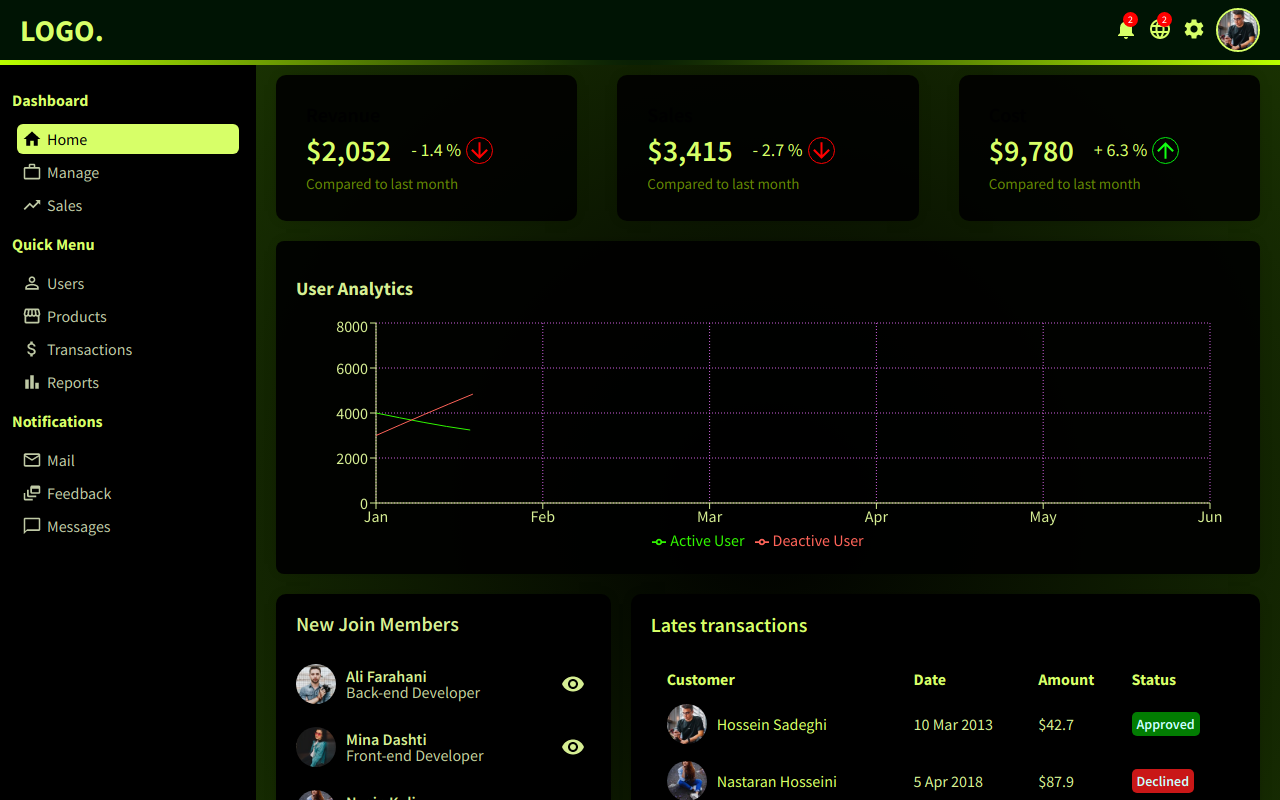 LOGO.
2
2
Dashboard
Home
Manage
Sales
Quick Menu
Users
Products
Transactions
Reports
Notifications
Mail
Feedback
Messages
Revenue
$2,052 - 1.4 %
Compared to last month
$3,415 - 2.7 %
Compared to last month
$9,780 + 6.3 %
Compared to last month
User Analytics
8000
6000
4000
2000
0
Jan Feb Mar Apr May Jun
Active User Deactive User
New Join Members
Ali Farahani
Back-end Developer
Mina Dashti
Front-end Developer
Lates transactions
Customer Date Amount Status
Hossein Sadeghi 10 Mar 2013 $42.7 Approved
Nastaran Hosseini 5 Apr 2018 $87.9 Declined